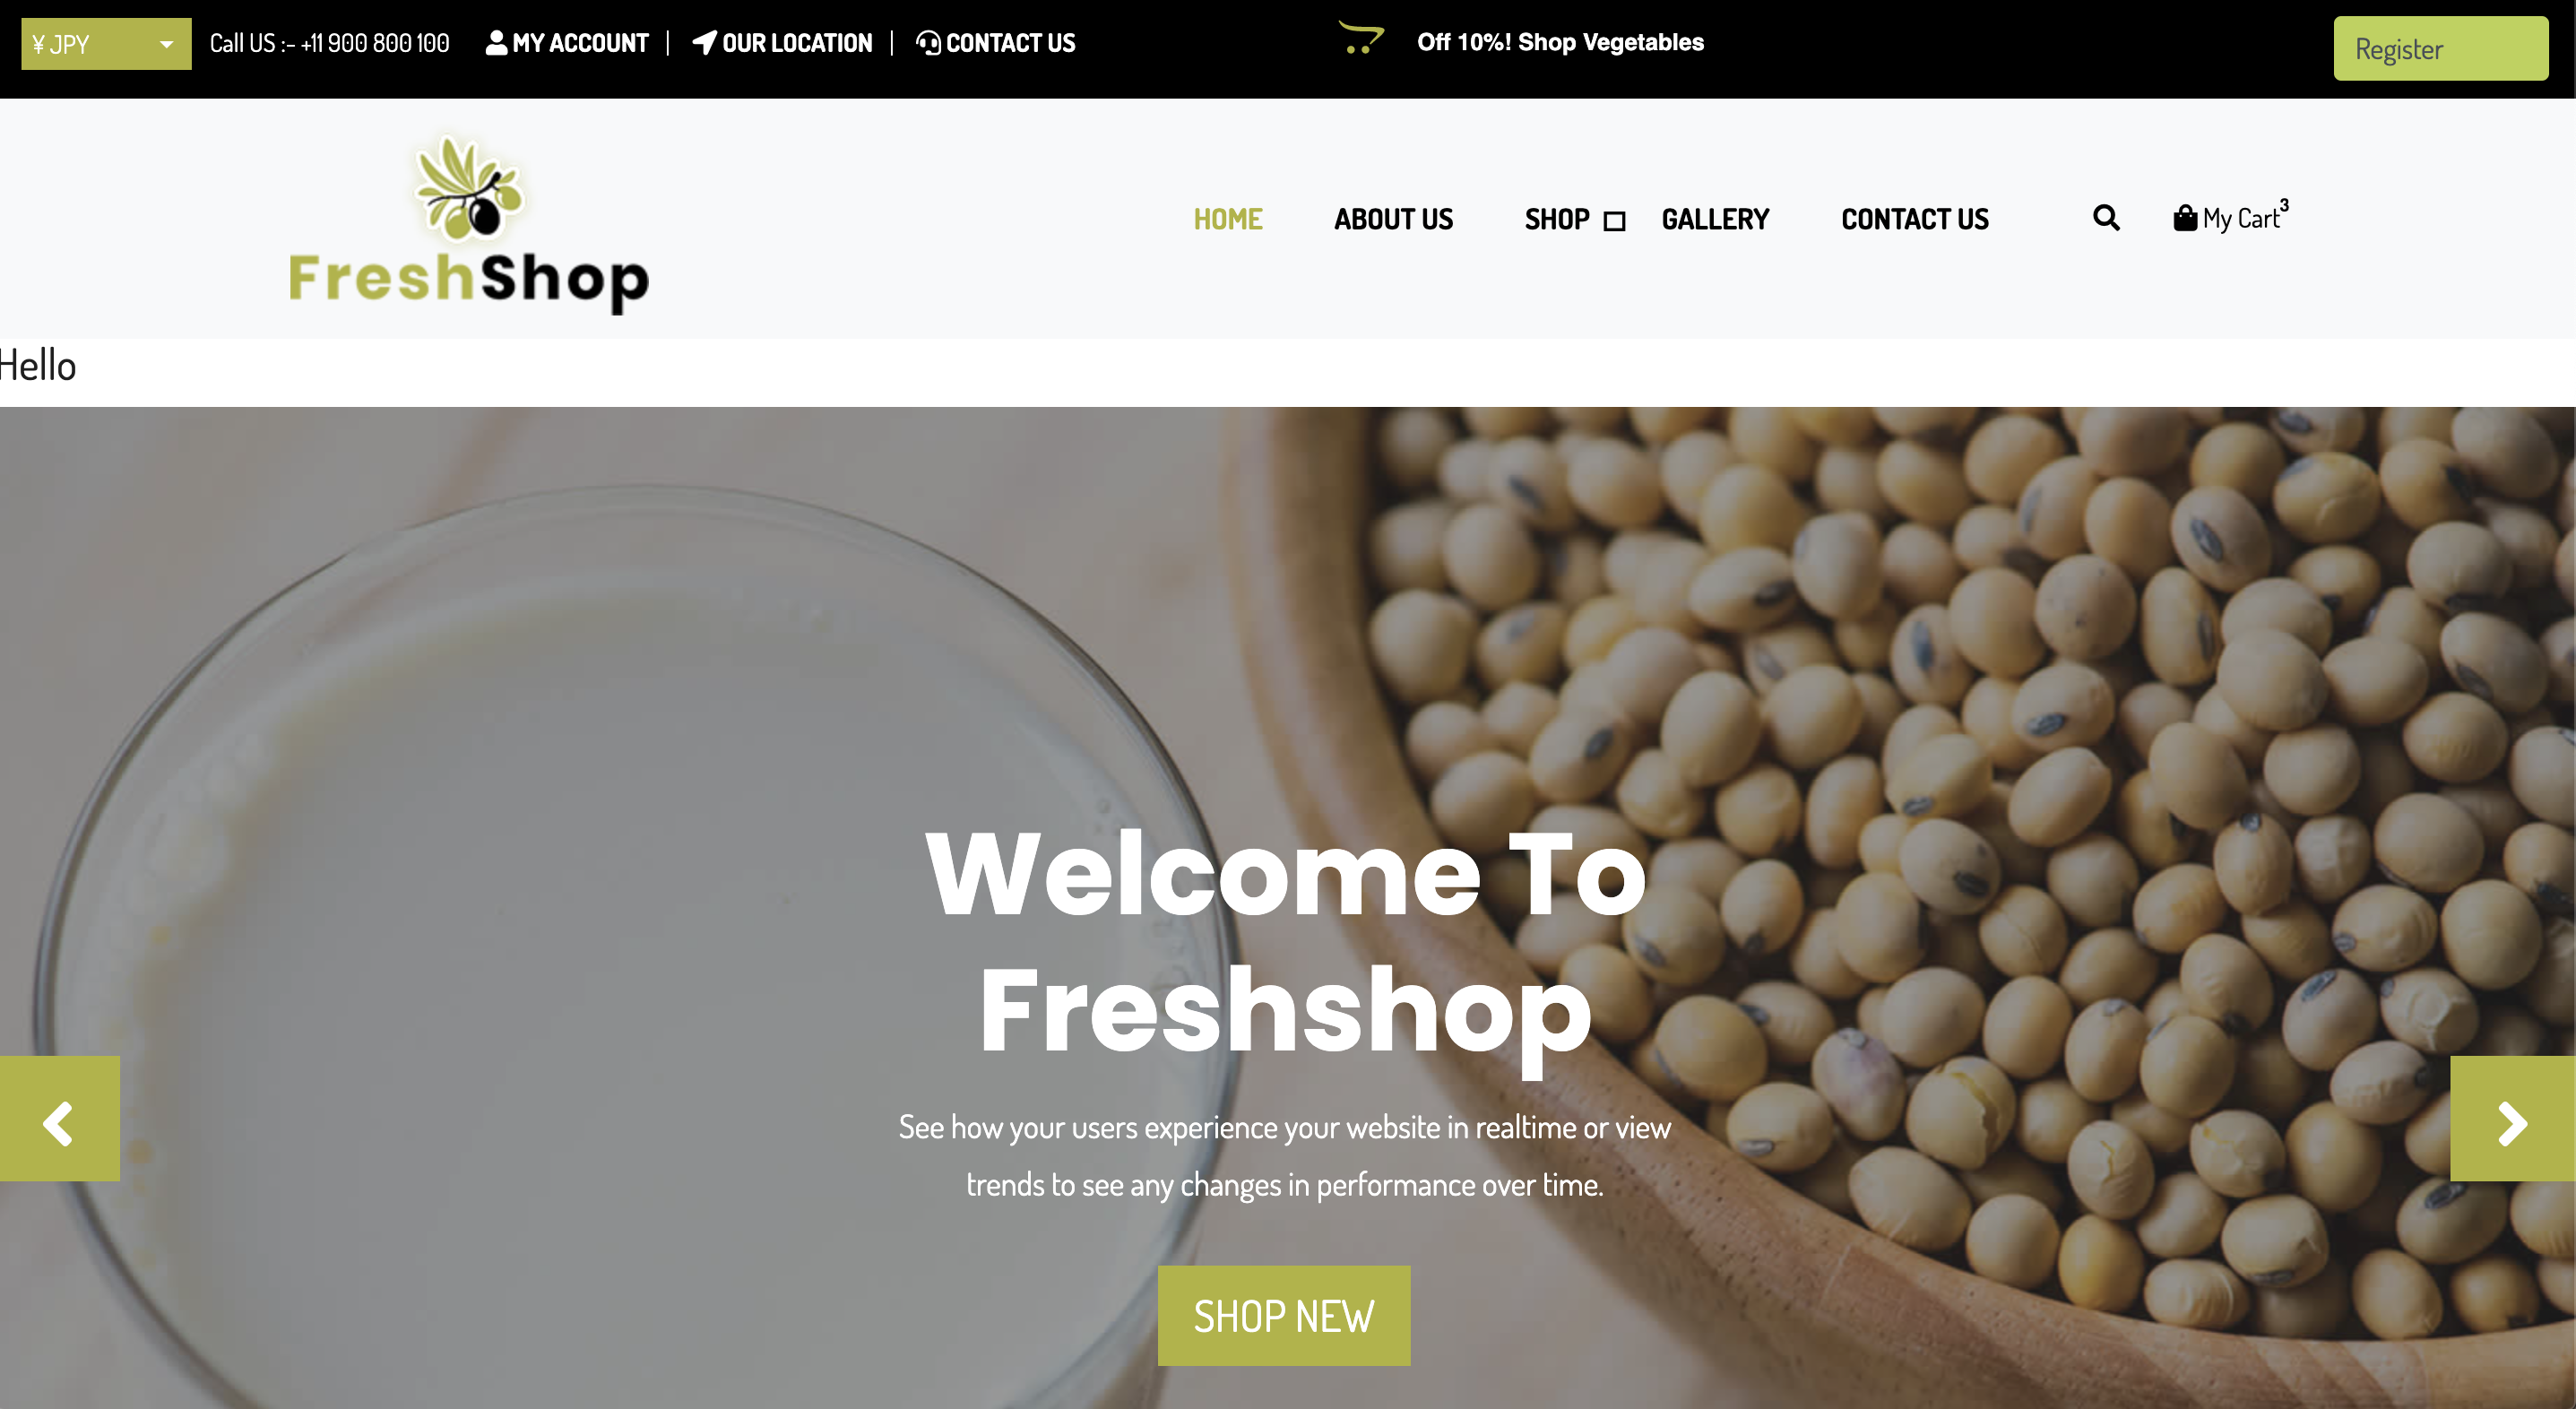 ¥ JPY
Call US :- +11 900 800 100
MY ACCOUNT
OUR LOCATION
CONTACT US
Off 10%! Shop Vegetables
Register
FreshShop
HOME
ABOUT US
SHOP
GALLERY
CONTACT US
My Cart 3
Hello
Welcome To
Freshshop
See how your users experience your website in realtime or view
trends to see any changes in performance over time.
SHOP NEW